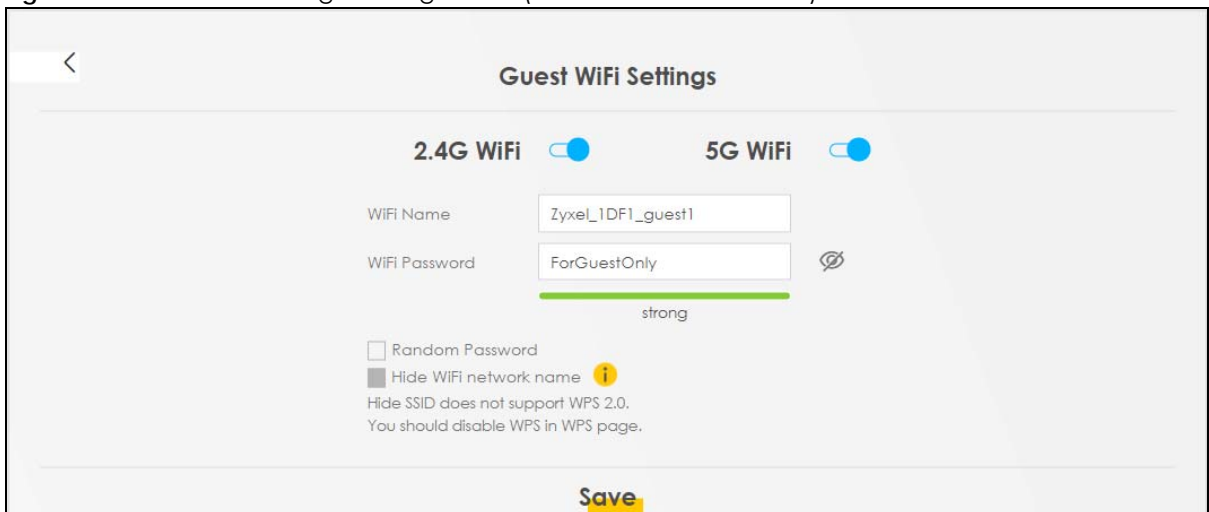 Guest WiFi Settings
2.4G WiFi 5G WiFi
WiFi Name Zyxel_1DF1_guest1
WiFi Password ForGuestOnly
strong
Random Password
Hide WiFi network name i
Hide SSID does not support WPS 2.0.
You should disable WPS in WPS page.
Save